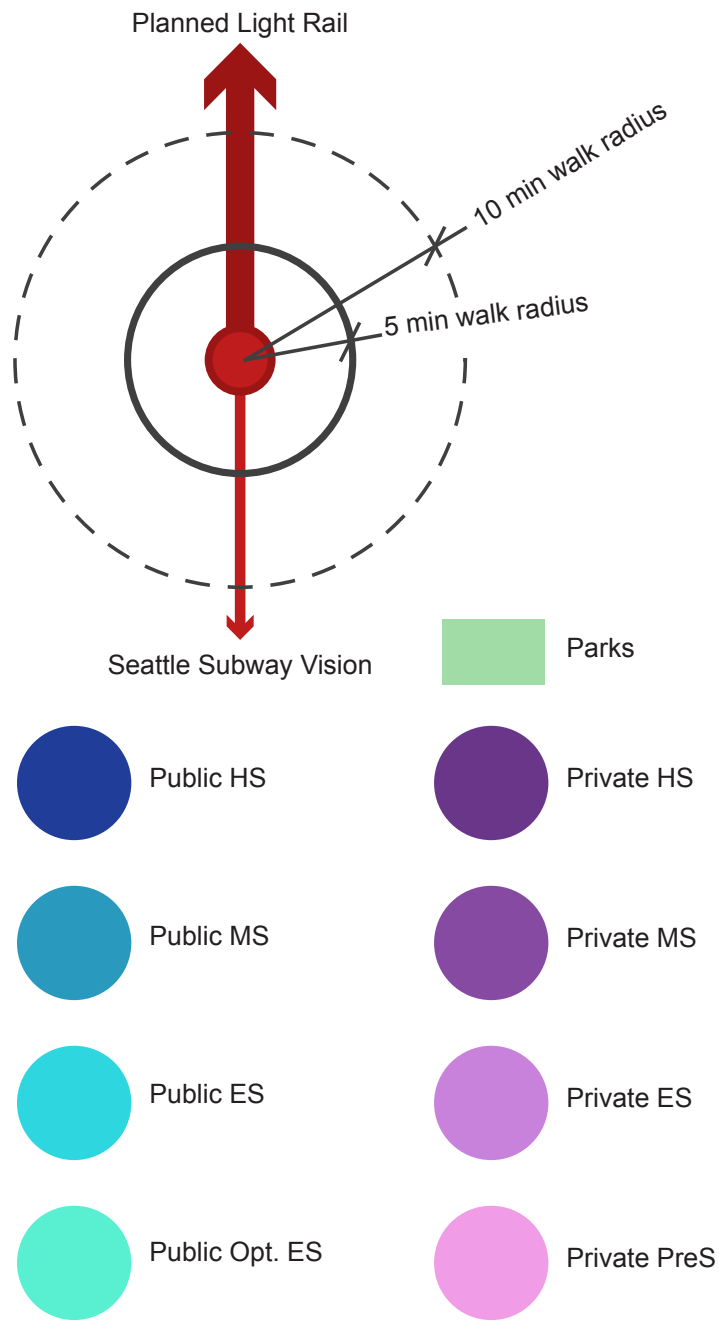 Planned Light Rail
10 min walk radius
5 min walk radius
Seattle Subway Vision
Parks
Public HS
Private HS
Public MS
Private MS
Public ES
Private ES
Public Opt. ES
Private PreS